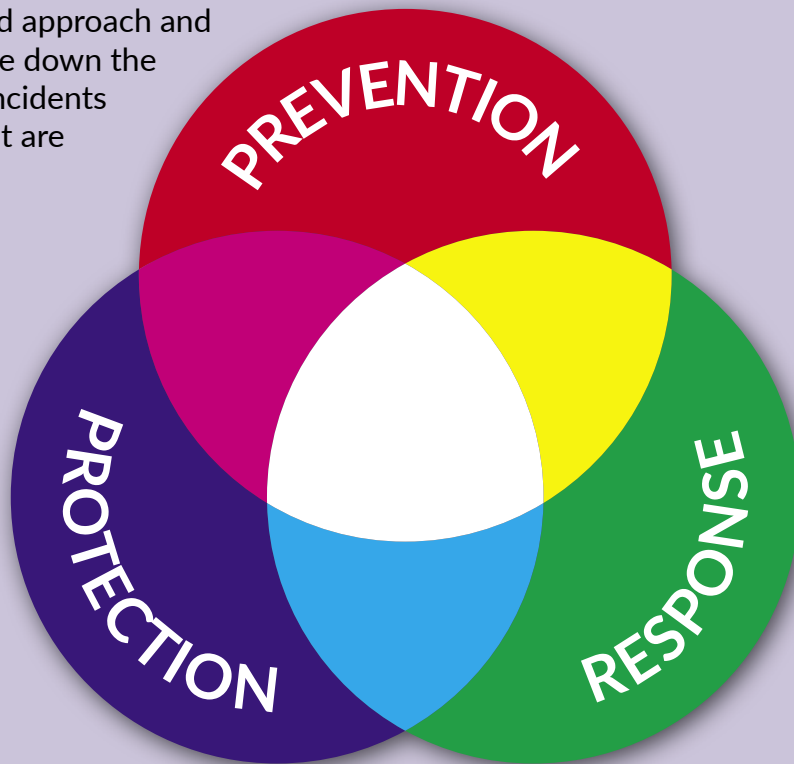 d approach and
e down the
ncidents
t are
PREVENTION
PROTECTION
RESPONSE